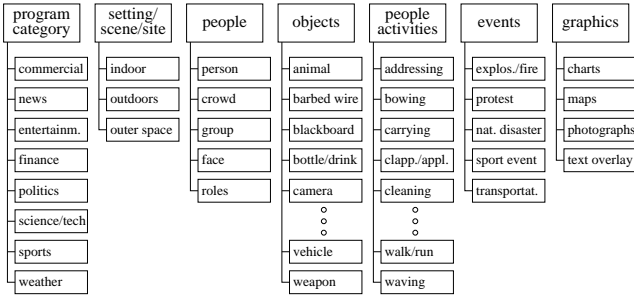 program
category
commercial
news
entertainm.
finance
politics
science/tech
sports
weather
setting/
scene/site
indoor
outdoors
outer space
people
person
crowd
group
face
roles
objects
animal
barbed wire
blackboard
bottle/drink
camera
vehicle
weapon
people
activities
addressing
bowing
carrying
clapp./appl.
cleaning
walk/run
waving
events
explos./fire
protest
nat. disaster
sport event
transportat.
graphics
charts
maps
photographs
text overlay